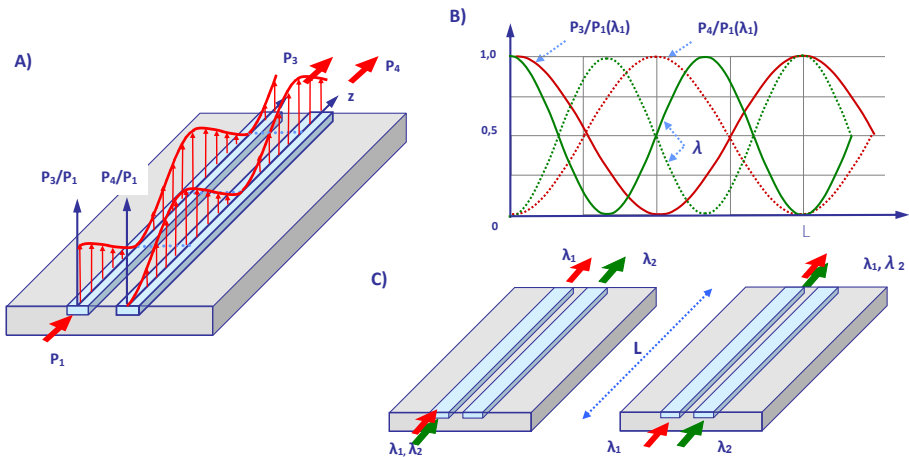 A)
P₃
P₄
z
P₃/P₁
P₄/P₁
P₁
B)
P₃/P₁(λ₁)
P₄/P₁(λ₁)
1,0
0,5
λ
0
L
C)
λ₁
λ₂
λ₁, λ ₂
L
λ₁, λ₂
λ₁
λ₂